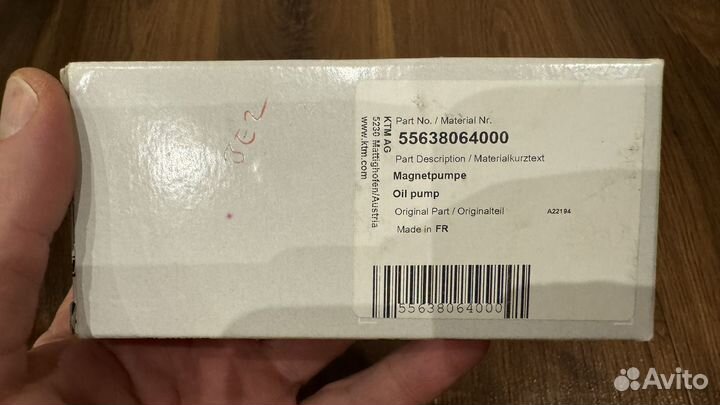 KTM AG
5230 Mattighofen/Austria
www.ktm.com
Part No. / Material Nr.
55638064000
Part Description / Materialkurztext
Magnetpumpe
Oil pump
Original Part / Originalteil A22194
Made in FR
55638064000
Avito